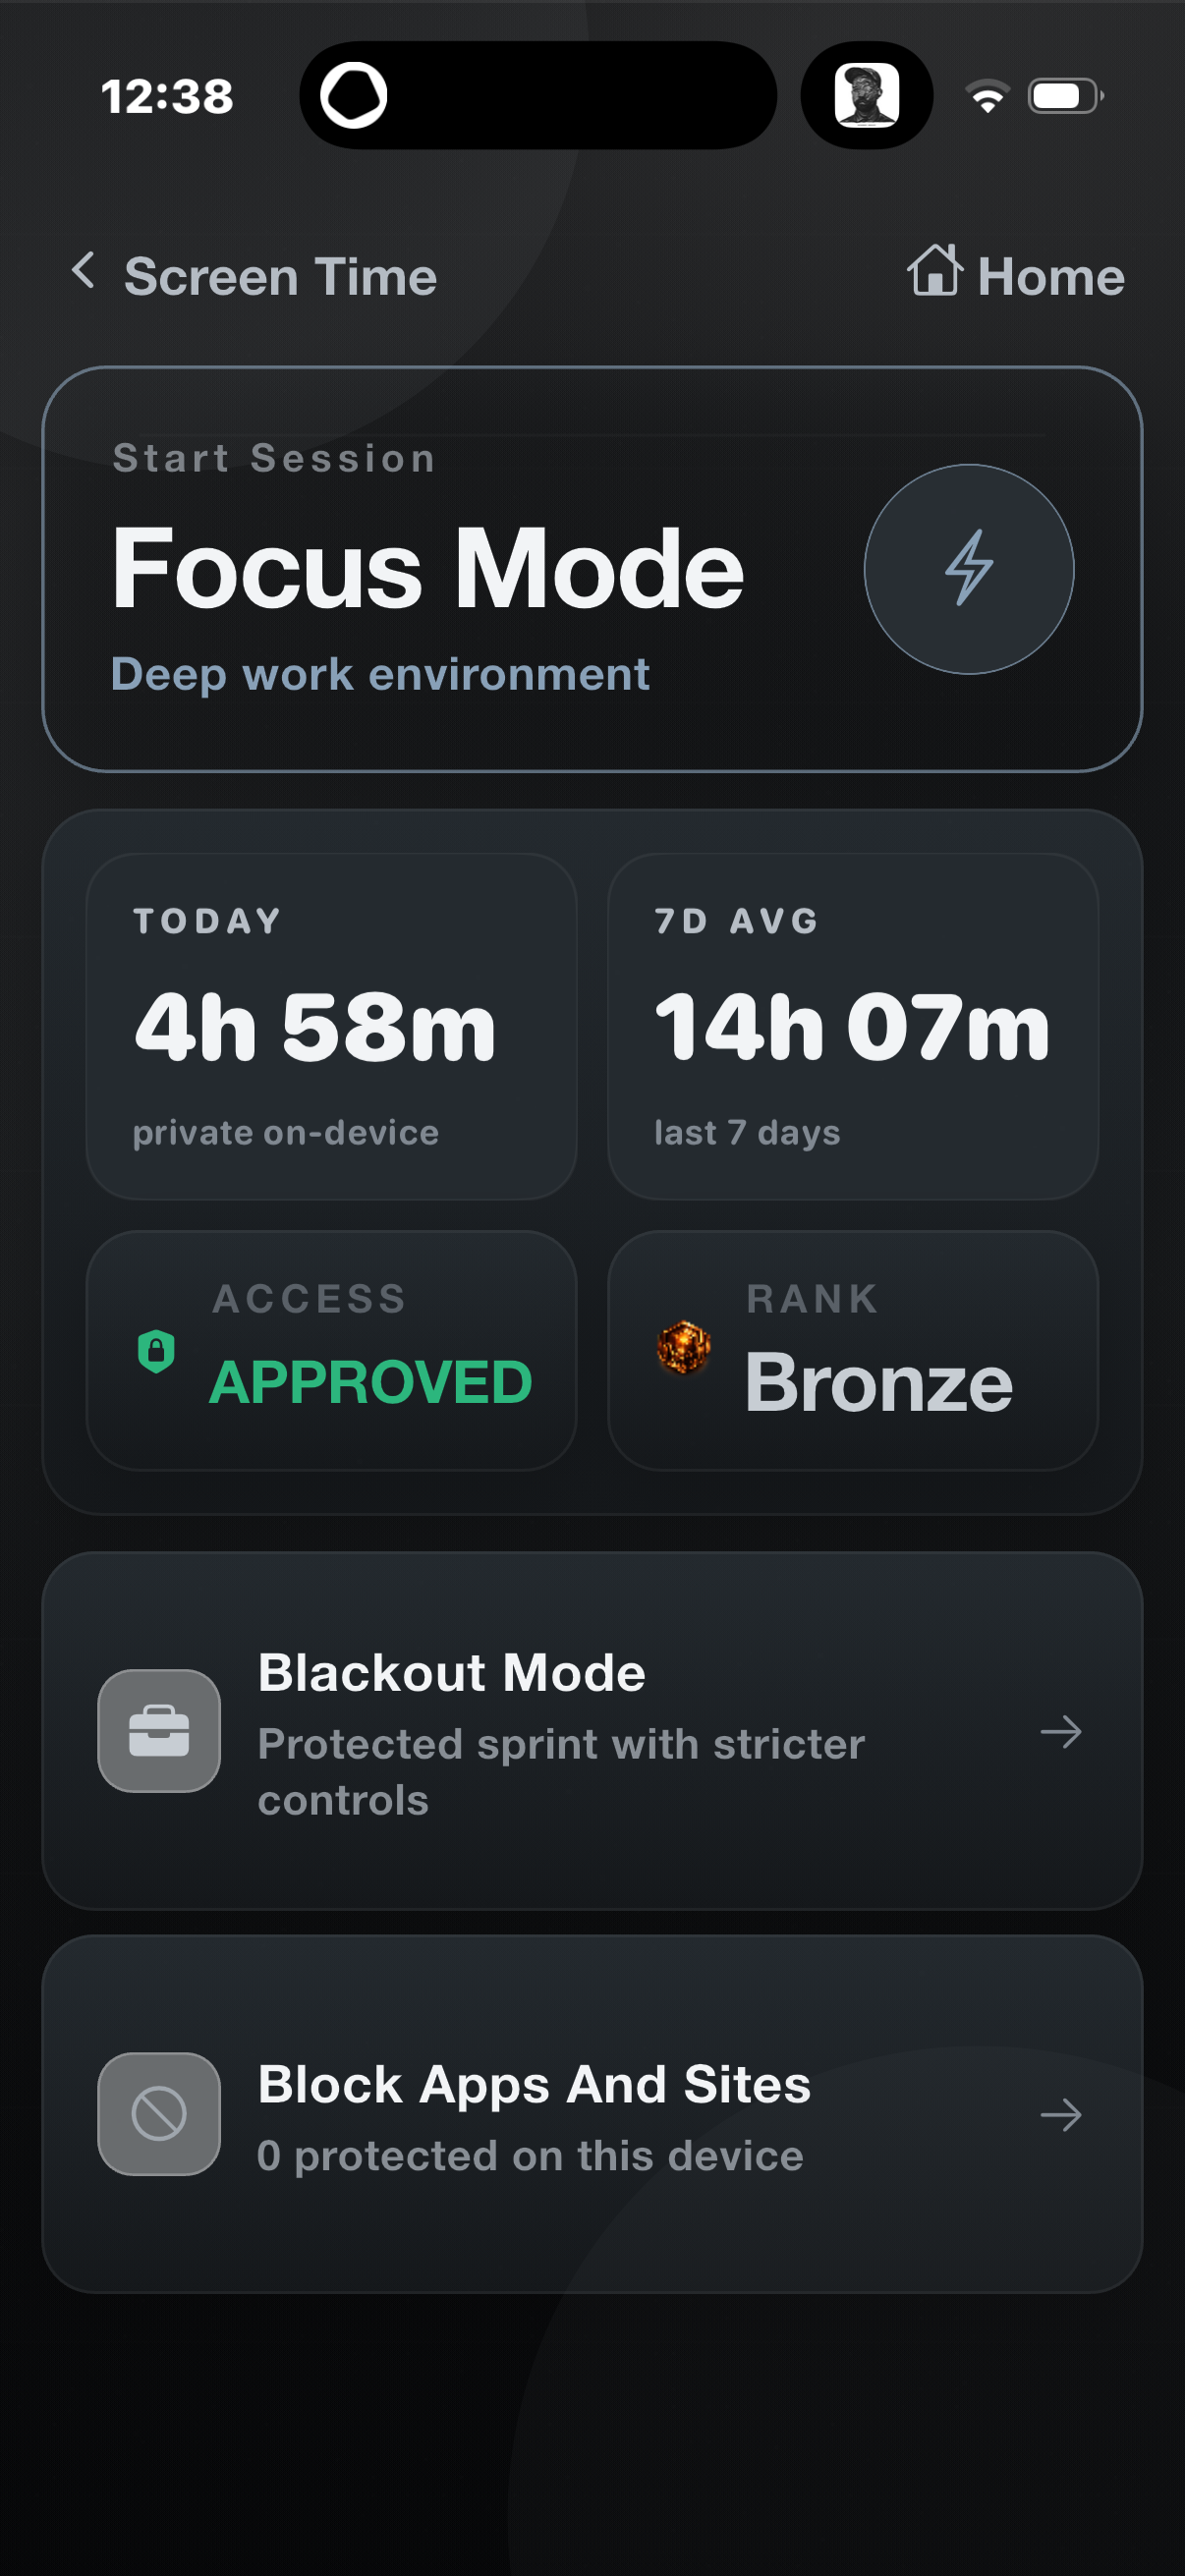 12:38
Screen Time
Home
Start Session
Focus Mode
Deep work environment
TODAY
4h 58m
private on-device
7D AVG
14h 07m
last 7 days
ACCESS
APPROVED
RANK
Bronze
Blackout Mode
Protected sprint with stricter
controls
Block Apps And Sites
0 protected on this device